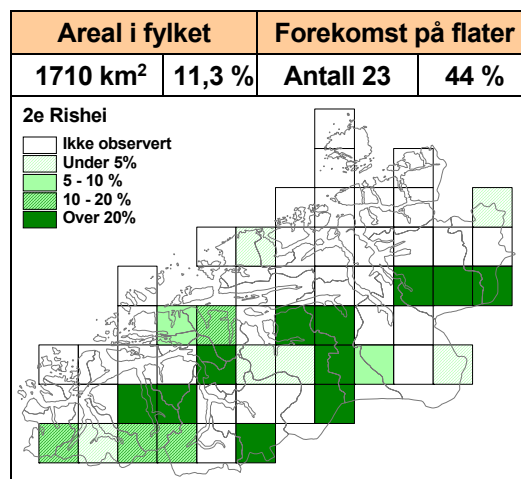 Areal i fylket Forekomst på flater
1710 km² 11,3 % Antall 23 44 %
2e Rishei
Ikke observert
Under 5%
5 - 10 %
10 - 20 %
Over 20%